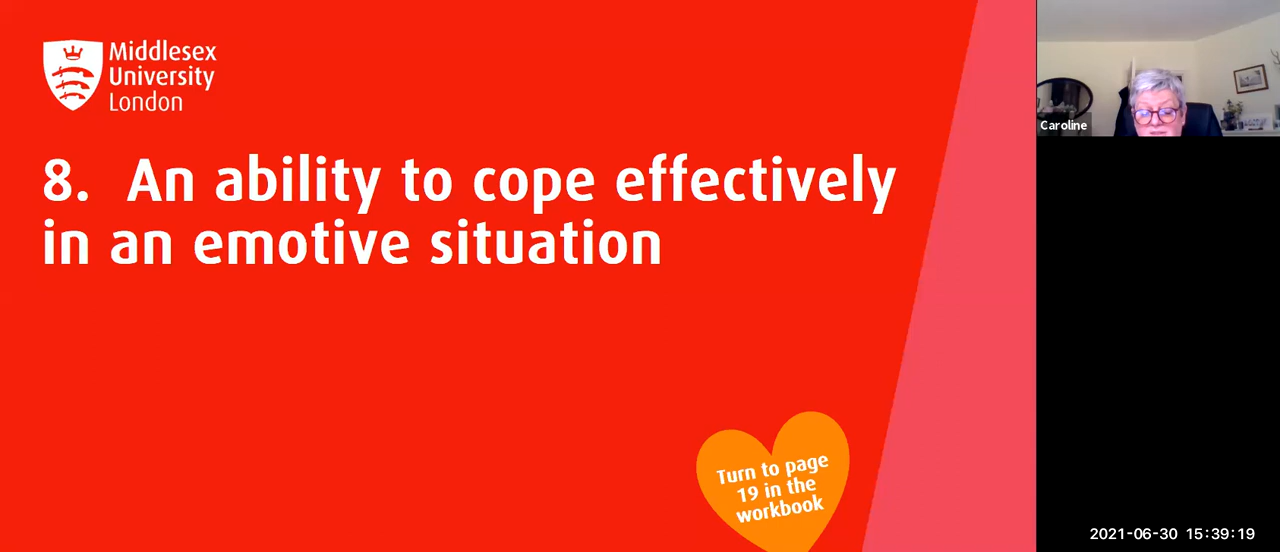 Middlesex
University
London
8. An ability to cope effectively
in an emotive situation
Turn to page
19 in the
workbook
Caroline
2021-06-30 15:39:19